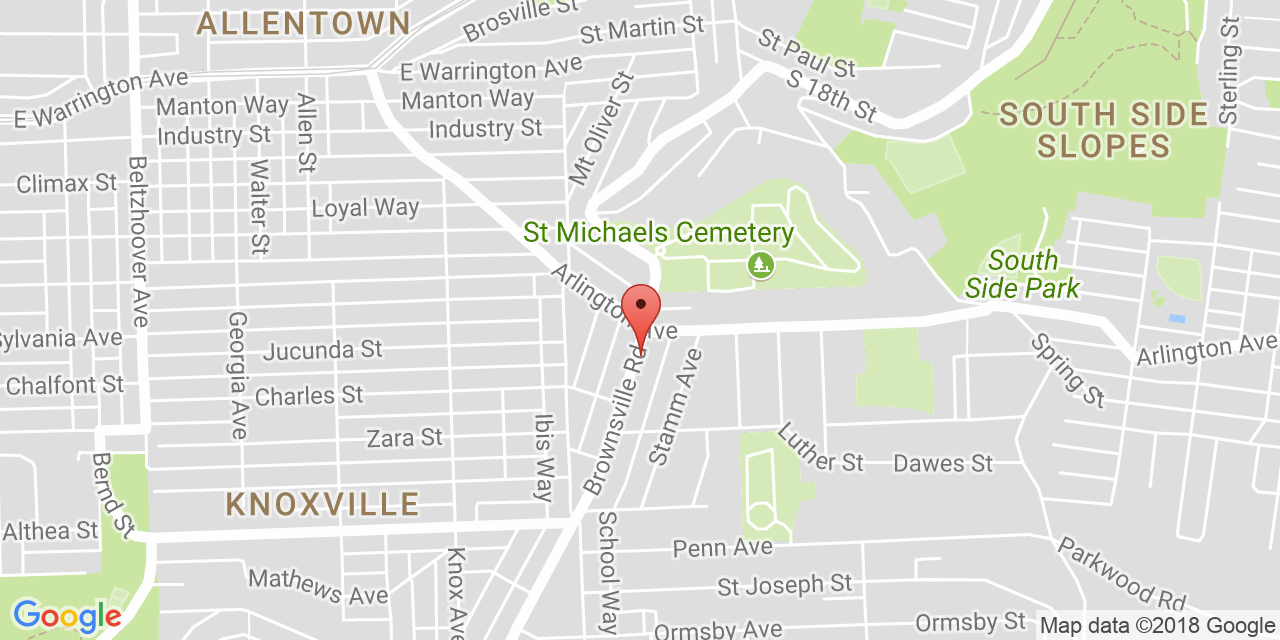 ALLENTOWN
Brosville St
St Martin St
St Paul St
S 18th St
Sterling St
E Warrington Ave
E Warrington Ave
Manton Way
Manton Way
Industry St
Industry St
Allen St
Mt Oliver St
SOUTH SIDE
SLOPES
Climax St
Walter St
Loyal Way
Beltzhoover Ave
St Michaels Cemetery
South
Side Park
Arlington Ave
Sylvania Ave
Georgia Ave
Jucunda St
Chalfont St
Charles St
Brownsville Rd
Stamm Ave
Spring St
Arlington Ave
Zara St
Ibis Way
Luther St
Dawes St
Bernd St
KNOXVILLE
Althea St
School Way
Penn Ave
Knox Ave
Mathews Ave
St Joseph St
Parkwood Rd
Ormsby Ave
Ormsby St
Google
Map data ©2018 Google